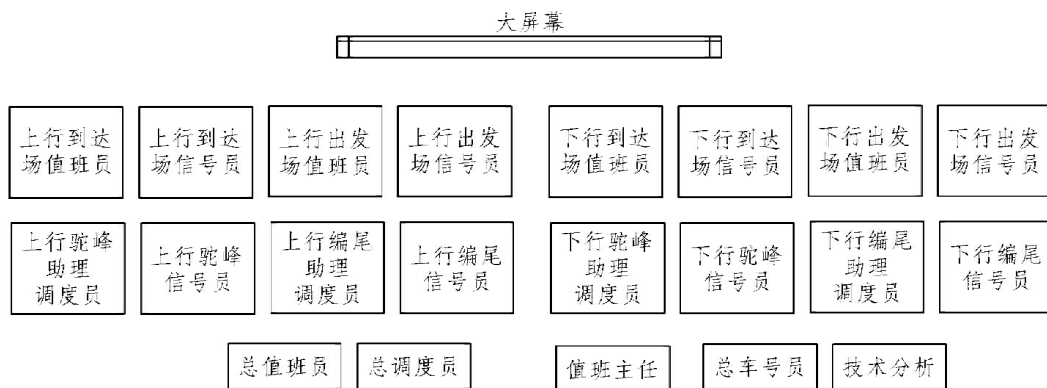 大屏幕
上行到达
场值班员
上行到达
场信号员
上行出发
场值班员
上行出发
场信号员
下行到达
场值班员
下行到达
场信号员
下行出发
场值班员
下行出发
场信号员
上行驼峰
助理
调度员
上行驼峰
信号员
上行编尾
助理
调度员
上行编尾
信号员
下行驼峰
助理
调度员
下行驼峰
信号员
下行编尾
助理
调度员
下行编尾
信号员
总值班员
总调度员
值班主任
总车号员
技术分析